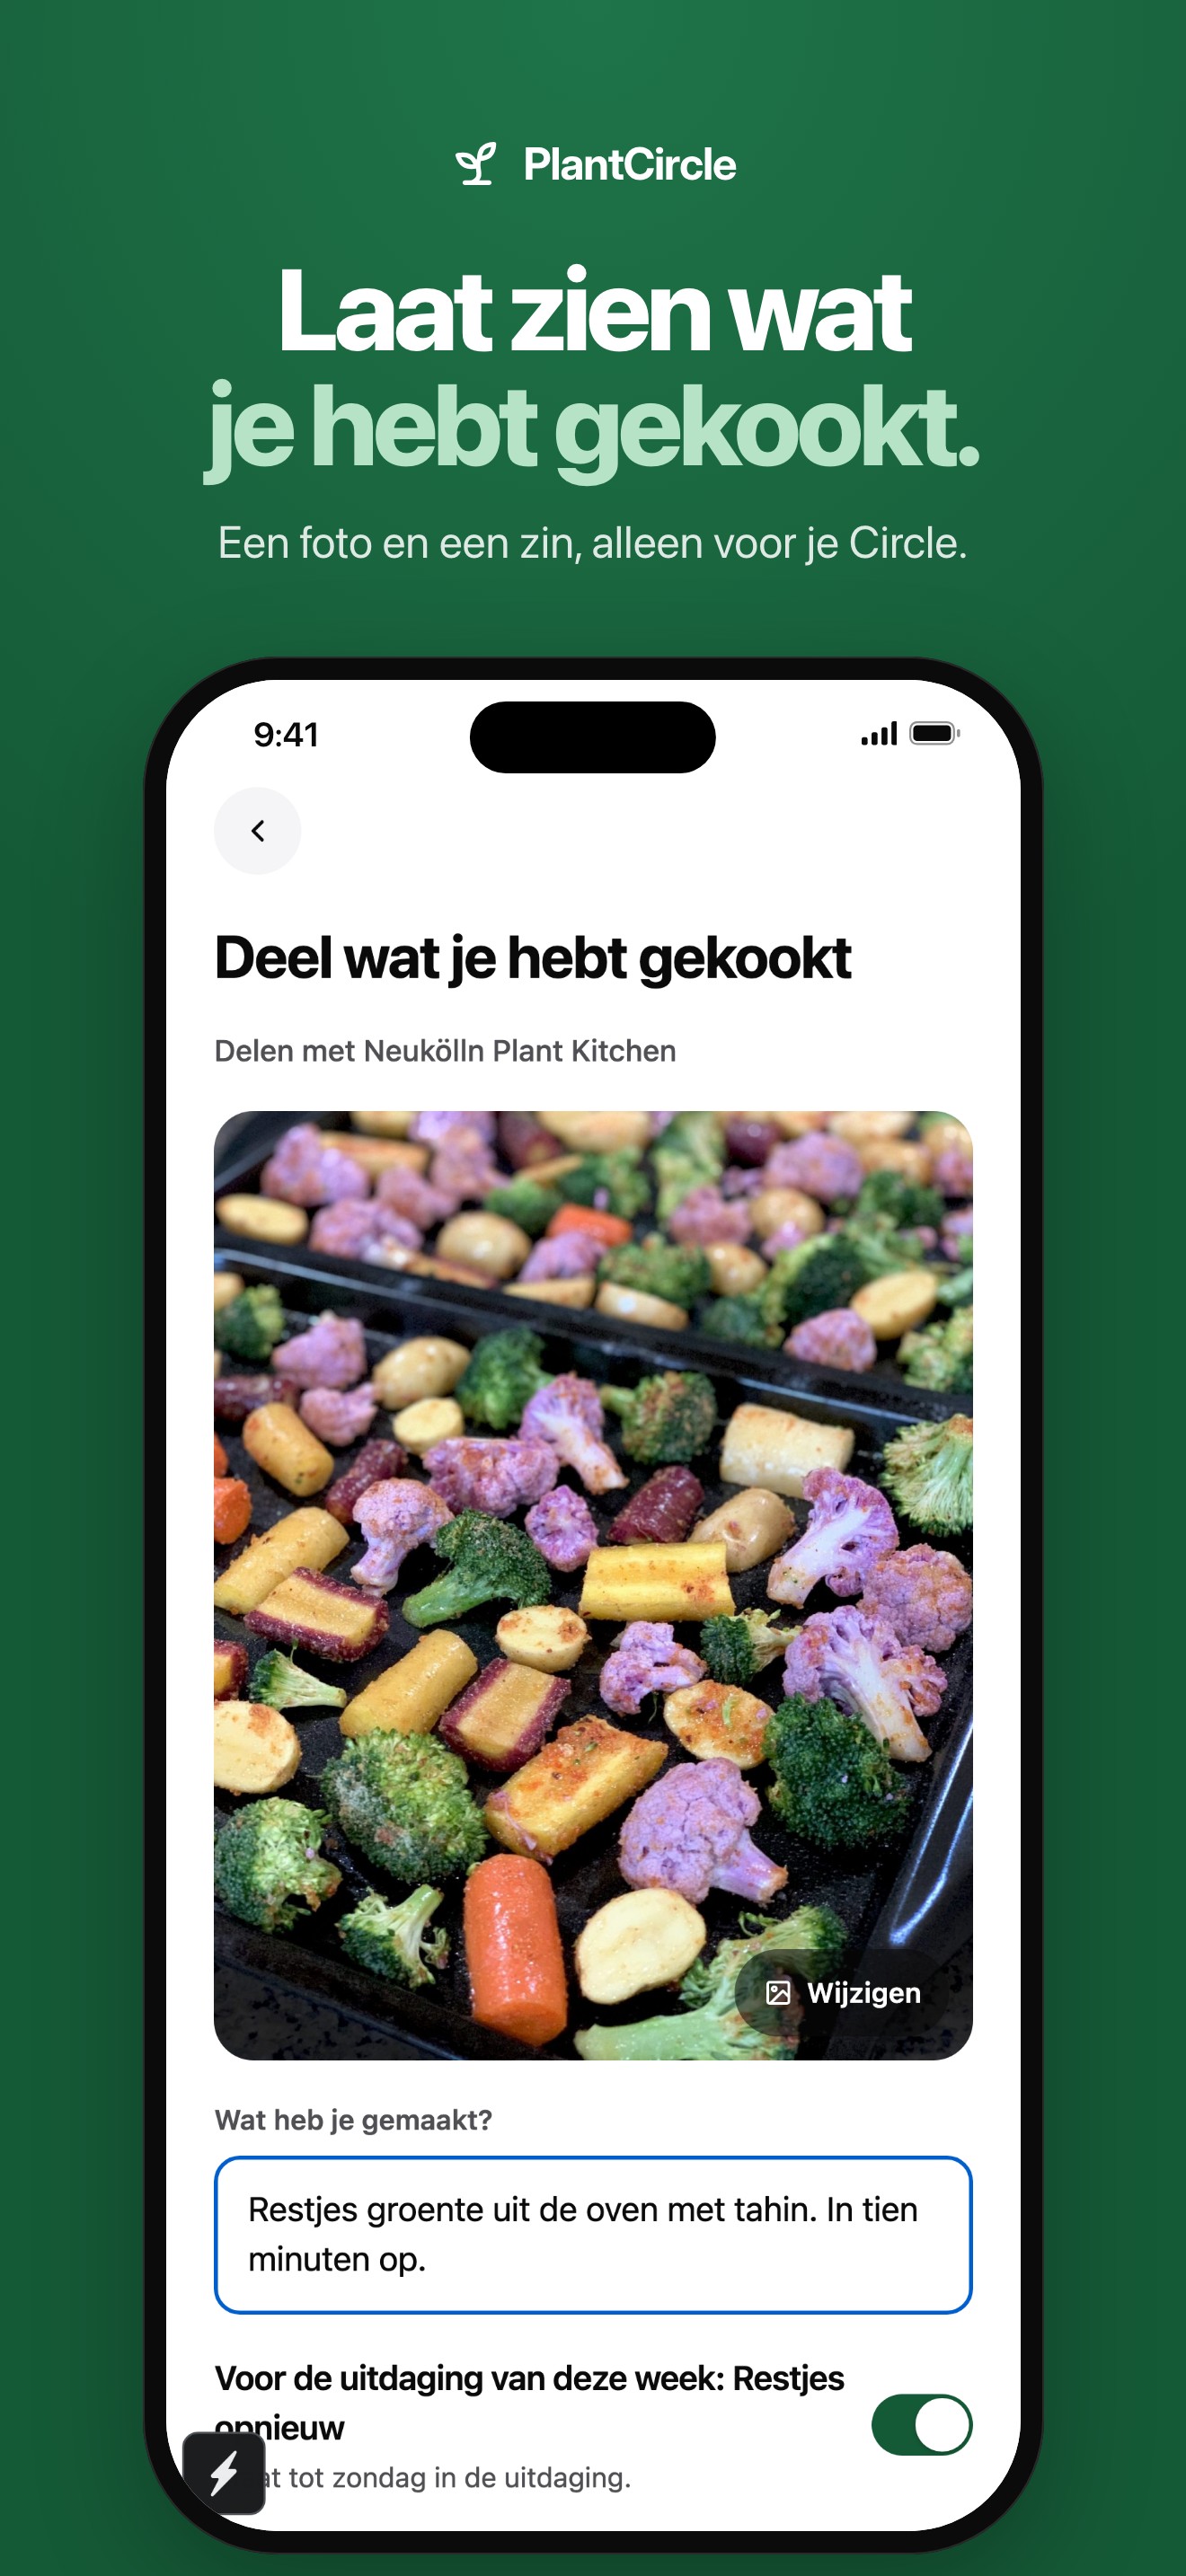 PlantCircle
Laat zien wat
je hebt gekookt.
Een foto en een zin, alleen voor je Circle.
9:41
Deel wat je hebt gekookt
Delen met Neukölln Plant Kitchen
Wijzigen
Wat heb je gemaakt?
Restjes groente uit de oven met tahin. In tien
minuten op.
Voor de uitdaging van deze week: Restjes
opnieuw
tot zondag in de uitdaging.